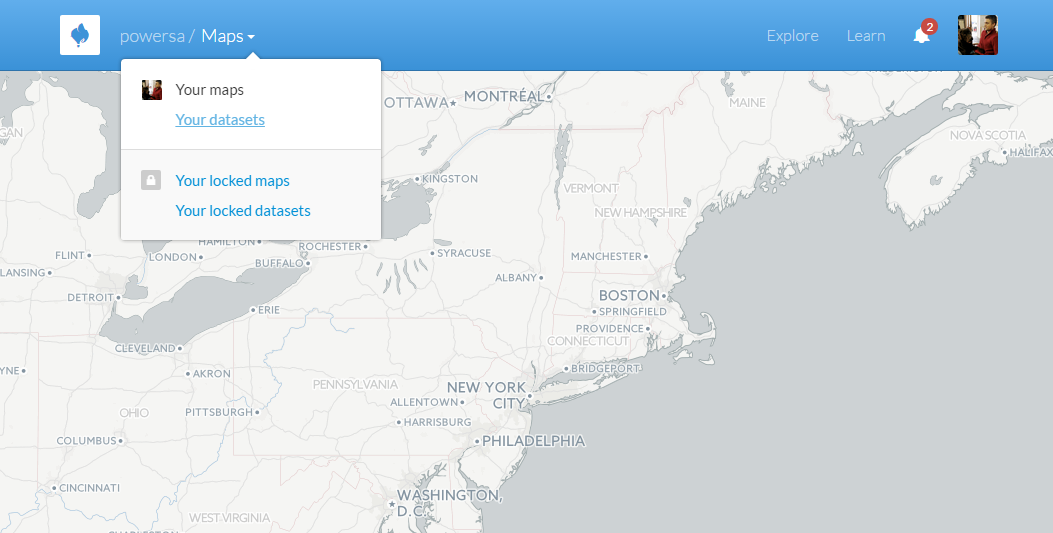 powersa / Maps
Explore
Learn
2
Your maps
Your datasets
Your locked maps
Your locked datasets
OTTAWA
MONTRÉAL
MAINE
NOVA SCOTIA
HALIFAX
KINGSTON
VERMONT
NEW HAMPSHIRE
HAMILTON
ROCHESTER
SYRACUSE
FLINT
LONDON
BUFFALO
MANCHESTER
LANSING
ALBANY
DETROIT
BOSTON
ERIE
SPRINGFIELD
PROVIDENCE
CONNECTICUT
CLEVELAND
BRIDGEPORT
YNE
AKRON
PENNSYLVANIA
NEW YORK
CITY
OHIO
PITTSBURGH
ALLENTOWN
HARRISBURG
COLUMBUS
PHILADELPHIA
CINCINNATI
WASHINGTON,
D.C.
WEST VIRGINIA
CHARLESTON